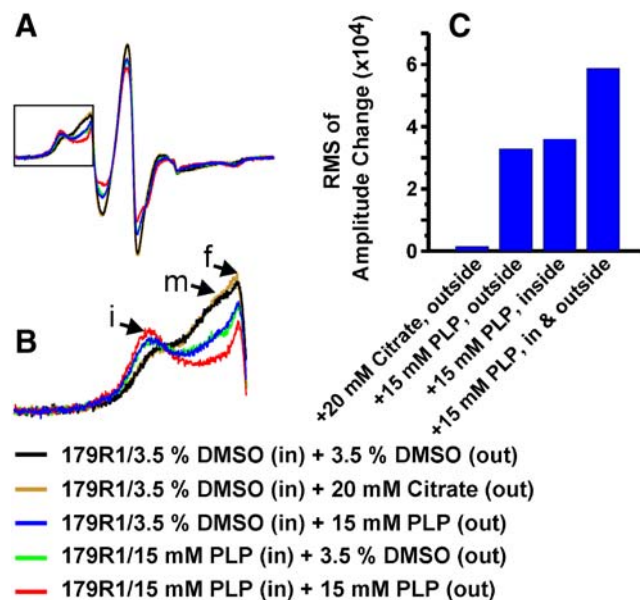 A
C
RMS of
Amplitude Change (x104)
6
4
2
0
+20 mM Citrate, outside
+15 mM PLP, outside
+15 mM PLP, inside
+15 mM PLP, in & outside
B
i
m
f
179R1/3.5 % DMSO (in) + 3.5 % DMSO (out)
179R1/3.5 % DMSO (in) + 20 mM Citrate (out)
179R1/3.5 % DMSO (in) + 15 mM PLP (out)
179R1/15 mM PLP (in) + 3.5 % DMSO (out)
179R1/15 mM PLP (in) + 15 mM PLP (out)